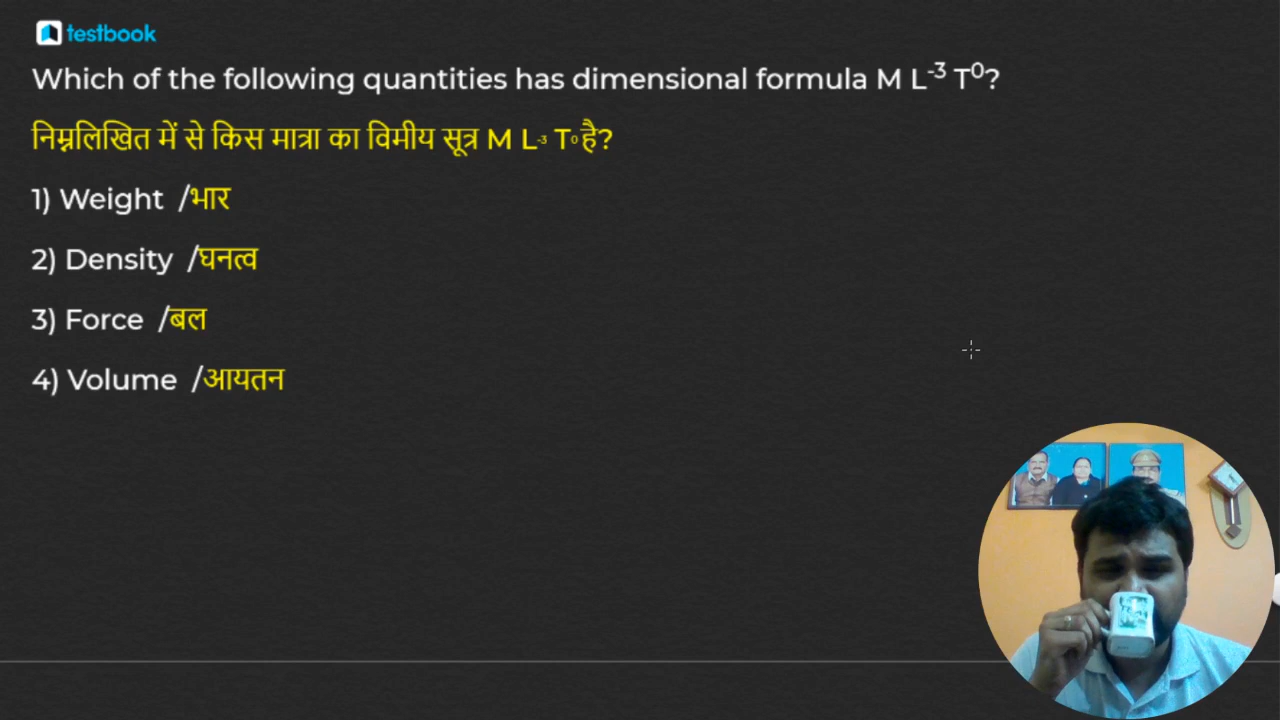 testbook
Which of the following quantities has dimensional formula M L⁻³ T⁰?
निम्नलिखित में से किस मात्रा का विमीय सूत्र M L⁻³ T⁰ है?
1) Weight /भार
2) Density /घनत्व
3) Force /बल
4) Volume /आयतन